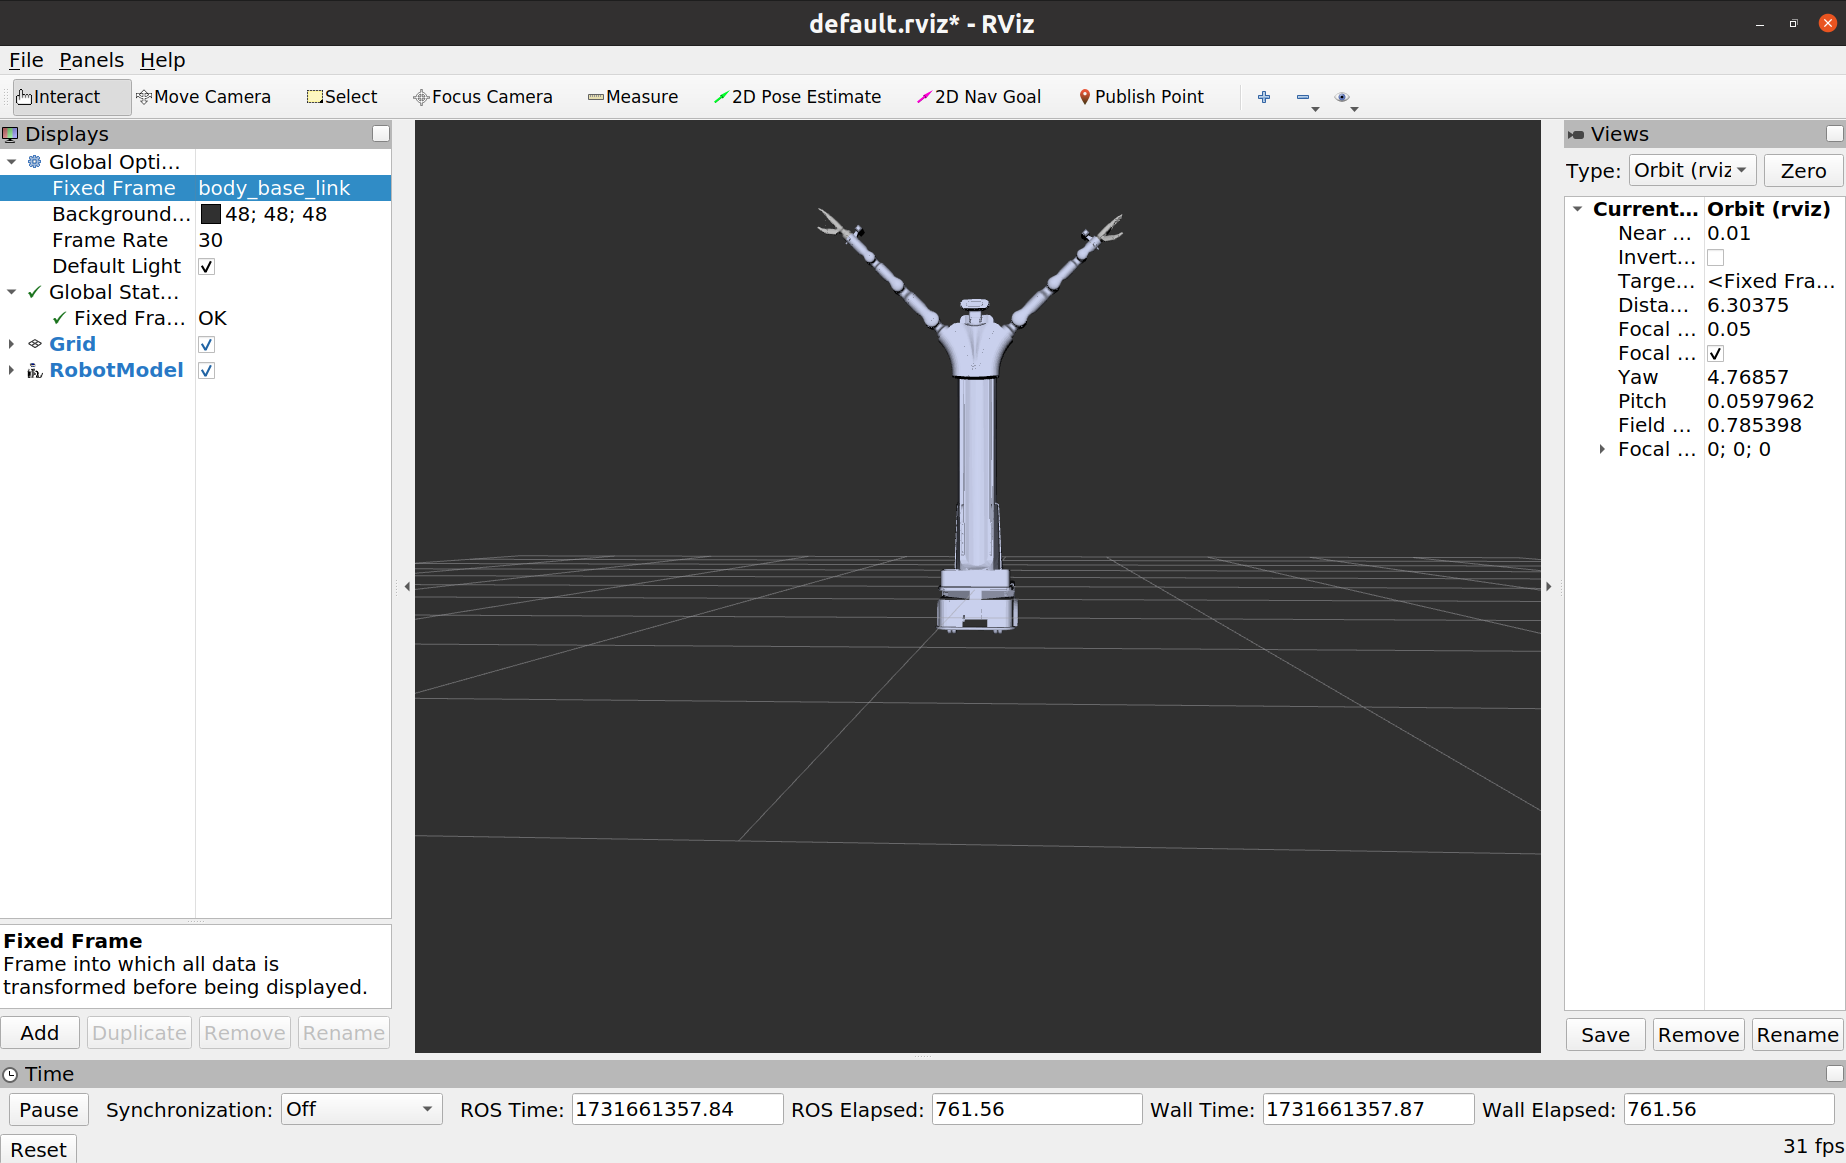 default.rviz* - RViz
File Panels Help
Interact Move Camera Select Focus Camera Measure 2D Pose Estimate 2D Nav Goal Publish Point
Displays
Global Opti...
Fixed Frame body_base_link
Background... 48; 48; 48
Frame Rate 30
Default Light
Global Stat...
Fixed Fra... OK
Grid
RobotModel
Fixed Frame
Frame into which all data is
transformed before being displayed.
Add Duplicate Remove Rename
Views
Type: Orbit (rviz Zero
Current... Orbit (rviz)
Near ... 0.01
Invert...
Targe... <Fixed Fra...
Dista... 6.30375
Focal ... 0.05
Focal ...
Yaw 4.76857
Pitch 0.0597962
Field ... 0.785398
Focal ... 0; 0; 0
Save Remove Rename
Time
Pause Synchronization: Off ROS Time: 1731661357.84 ROS Elapsed: 761.56 Wall Time: 1731661357.87 Wall Elapsed: 761.56
Reset 31 fps